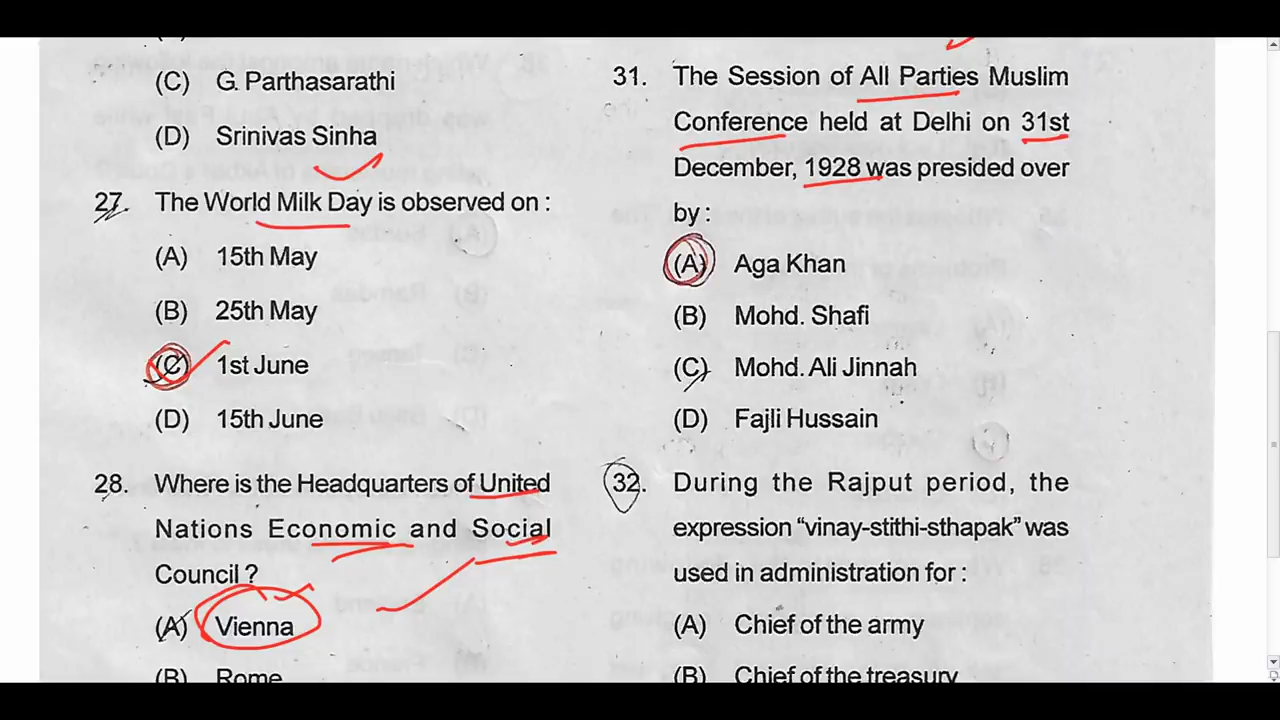 (C) G. Parthasarathi
(D) Srinivas Sinha
27. The World Milk Day is observed on :
(A) 15th May
(B) 25th May
(C) 1st June
(D) 15th June
28. Where is the Headquarters of United
Nations Economic and Social
Council ?
(A) Vienna
(B) Rome
31. The Session of All Parties Muslim
Conference held at Delhi on 31st
December, 1928 was presided over
by :
(A) Aga Khan
(B) Mohd. Shafi
(C) Mohd. Ali Jinnah
(D) Fajli Hussain
32. During the Rajput period, the
expression “vinay-stithi-sthapak” was
used in administration for :
(A) Chief of the army
(B) Chief of the treasury